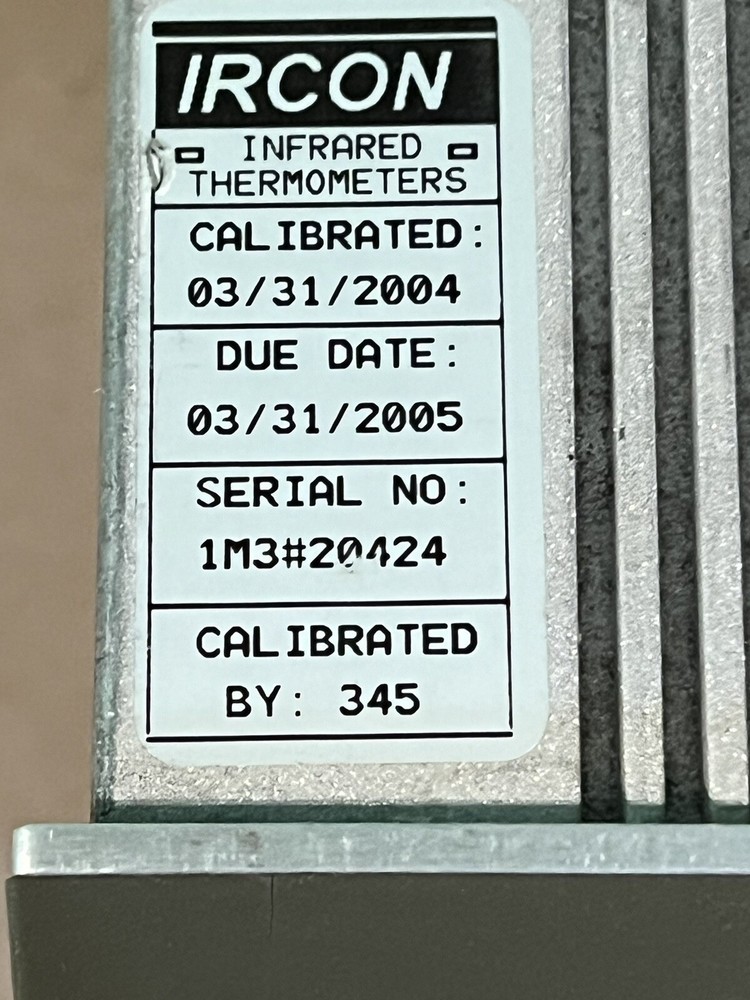 IRCON
INFRARED
THERMOMETERS
CALIBRATED:
03/31/2004
DUE DATE:
03/31/2005
SERIAL NO:
1M3#20424
CALIBRATED
BY: 345